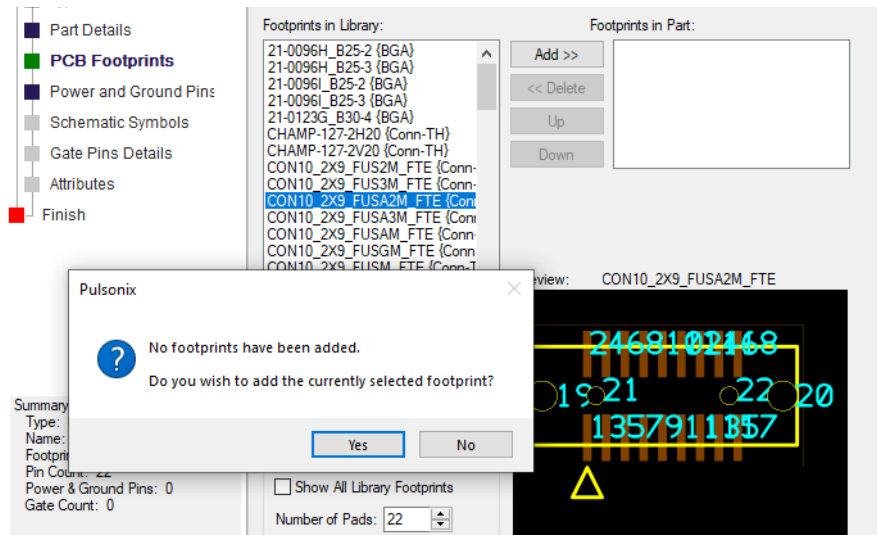 Part Details
PCB Footprints
Power and Ground Pins
Schematic Symbols
Gate Pins Details
Attributes
Finish
Footprints in Library:
21-0096H_B25-2 {BGA}
21-0096H_B25-3 {BGA}
21-0096I_B25-2 {BGA}
21-0096I_B25-3 {BGA}
21-0123G_B30-4 {BGA}
CHAMP-127-2H20 {Conn-TH}
CHAMP-127-2V20 {Conn-TH}
CON10_2X9_FUS2M_FTE {Conn-
CON10_2X9_FUS3M_FTE {Conn-
CON10_2X9_FUSA2M_FTE {Con
CON10_2X9_FUSA3M_FTE {Con
CON10_2X9_FUSAM_FTE {Conn-
CON10_2X9_FUSGM_FTE {Conn
CON10_2X9_FUSM_FTE {Conn-T
Add >>
<< Delete
Up
Down
Footprints in Part:
Pulsonix
No footprints have been added.
Do you wish to add the currently selected footprint?
Yes
No
eview: CON10_2X9_FUSA2M_FTE
19 21 22 20
Summary
Type:
Name:
Footprin
Pin Count: 22
Power & Ground Pins: 0
Gate Count: 0
Show All Library Footprints
Number of Pads: 22